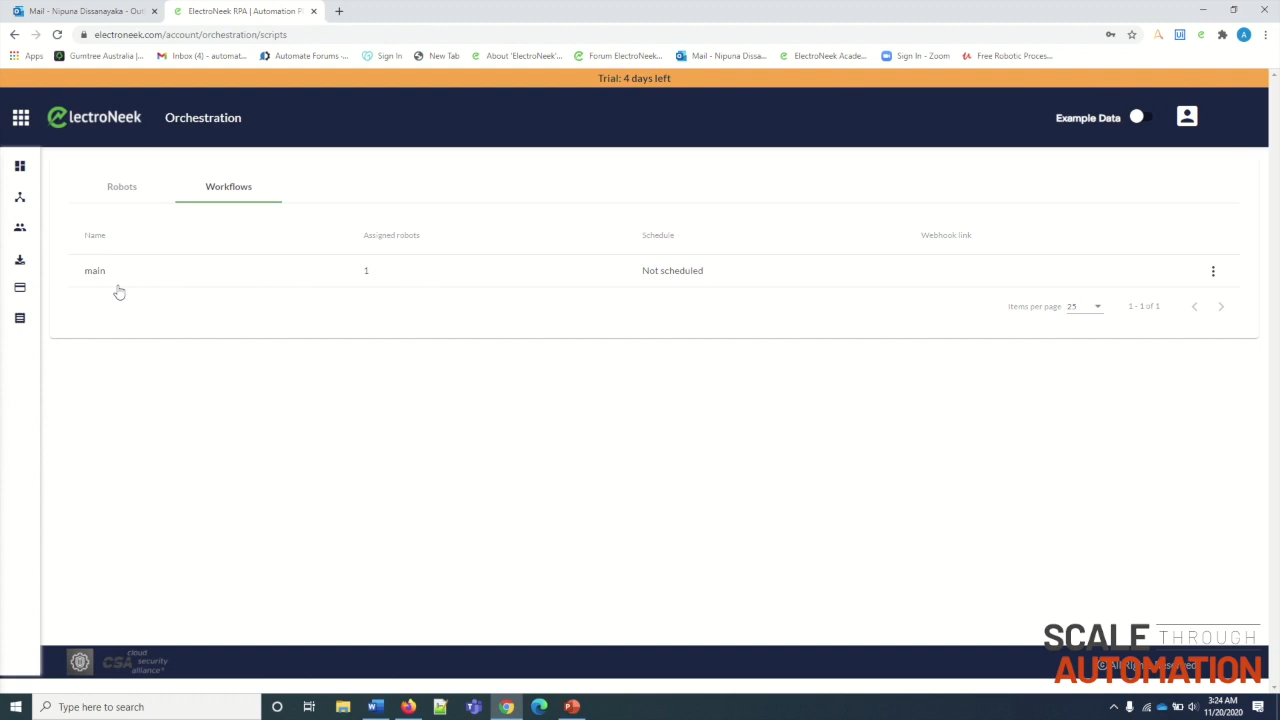 Mail - Nipuna Dissanayaka - Out
ElectroNeek RPA | Automation Pl
electroneek.com/account/orchestration/scripts
A
Apps
Gumtree Australia |...
Inbox (4) - automat...
Automate Forums -...
Sign In
New Tab
About 'ElectroNeek'...
Forum ElectroNeek...
Mail - Nipuna Dissa...
ElectroNeek Acade...
Sign In - Zoom
Free Robotic Proces...
Trial: 4 days left
ElectroNeek
Orchestration
Example Data
Robots
Workflows
Name
Assigned robots
Schedule
Webhook link
main
1
Not scheduled
Items per page
25
1 - 1 of 1
CSA cloud
security
alliance
SCALE THROUGH
AUTOMATION
Type here to search
3:24 AM
11/20/2020